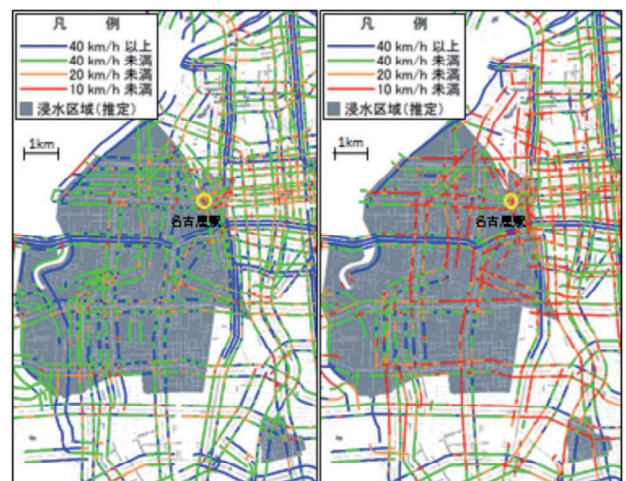 凡 例
40 km/h 以上
40 km/h 未満
20 km/h 未満
10 km/h 未満
浸水区域(推定)
1km
名古屋駅
凡 例
40 km/h 以上
40 km/h 未満
20 km/h 未満
10 km/h 未満
浸水区域(推定)
1km
名古屋駅